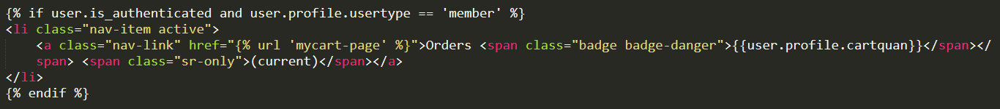 {% if user.is_authenticated and user.profile.usertype == 'member' %}
<li class="nav-item active">
    <a class="nav-link" href="{% url 'mycart-page' %}">Orders <span class="badge badge-danger">{{user.profile.cartquan}}</span></
    span> <span class="sr-only">(current)</span></a>
</li>
{% endif %}